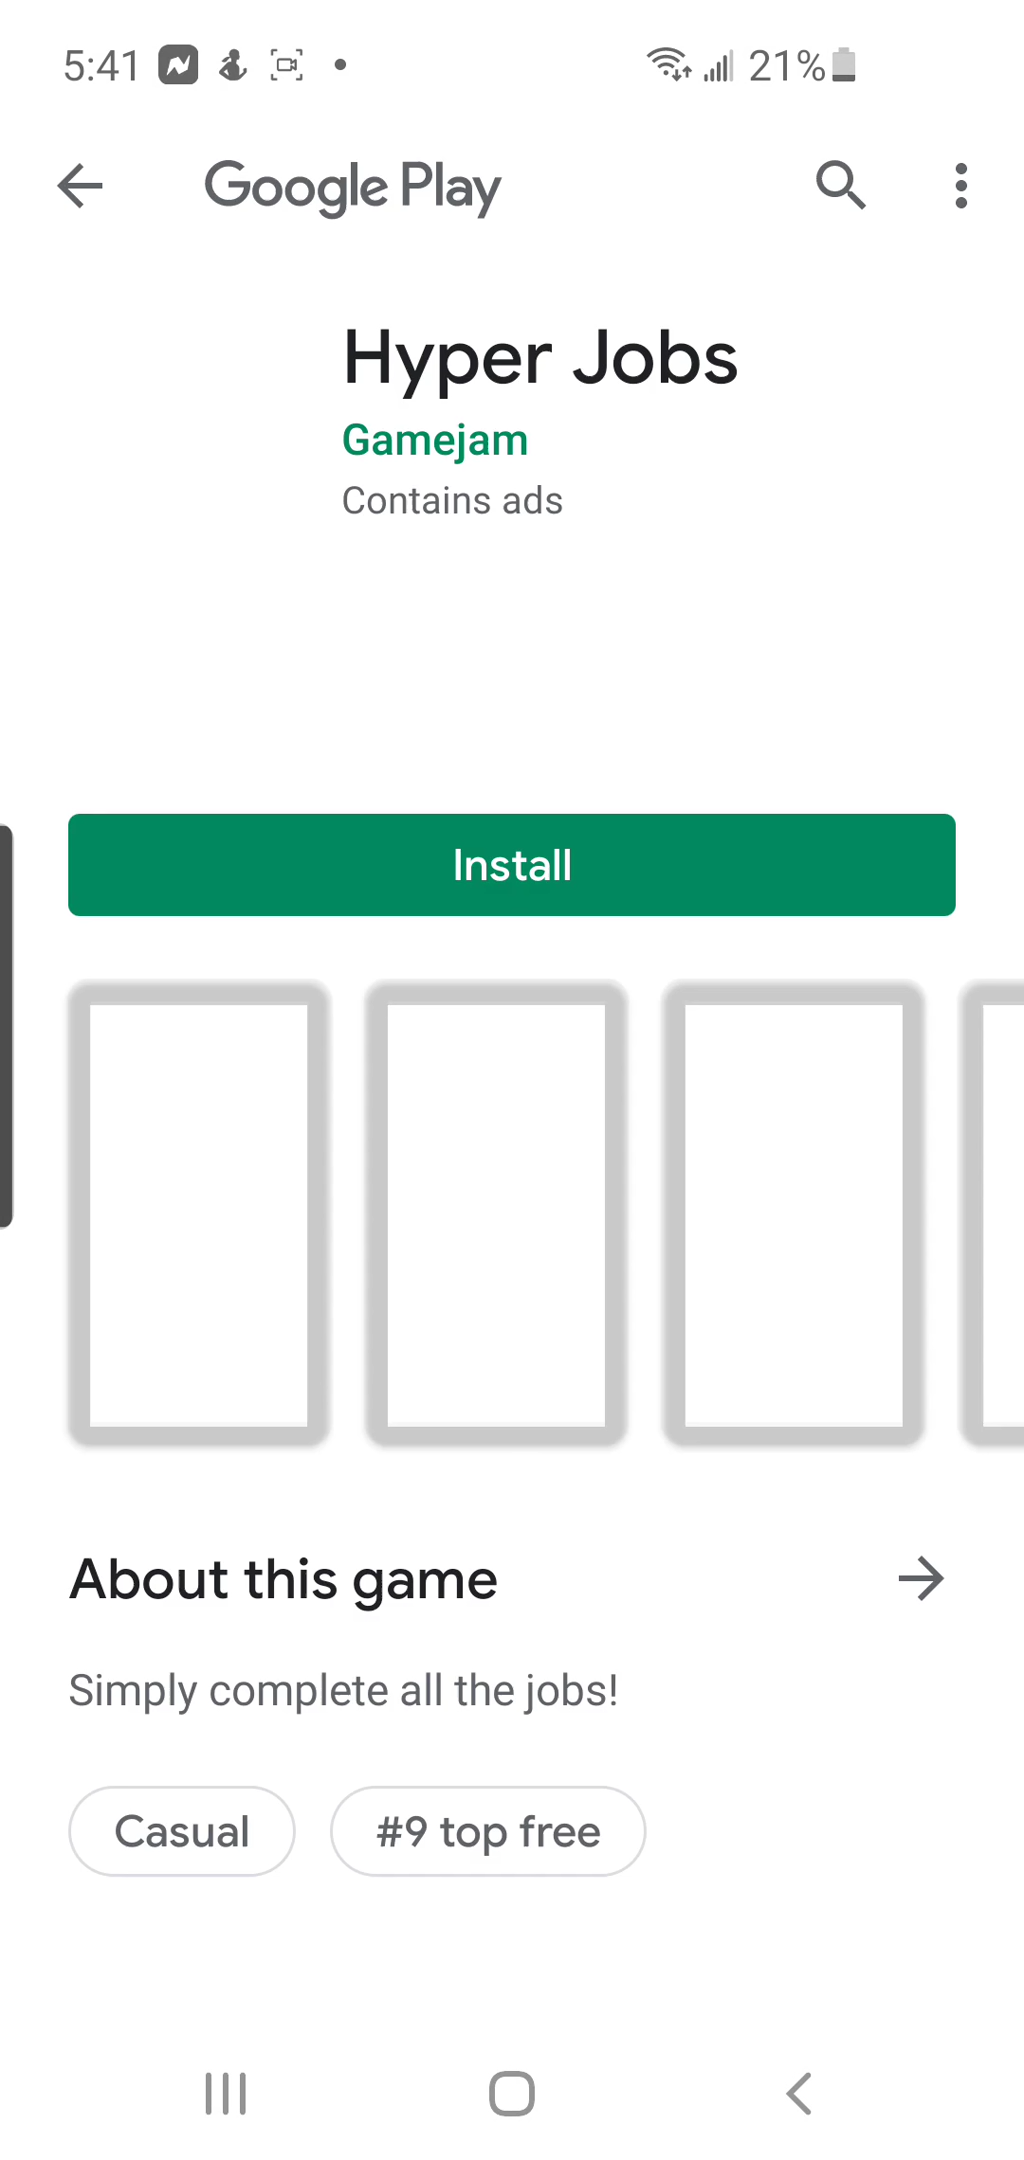 5:41
21%
Google Play
Hyper Jobs
Gamejam
Contains ads
Install
About this game
Simply complete all the jobs!
Casual
#9 top free